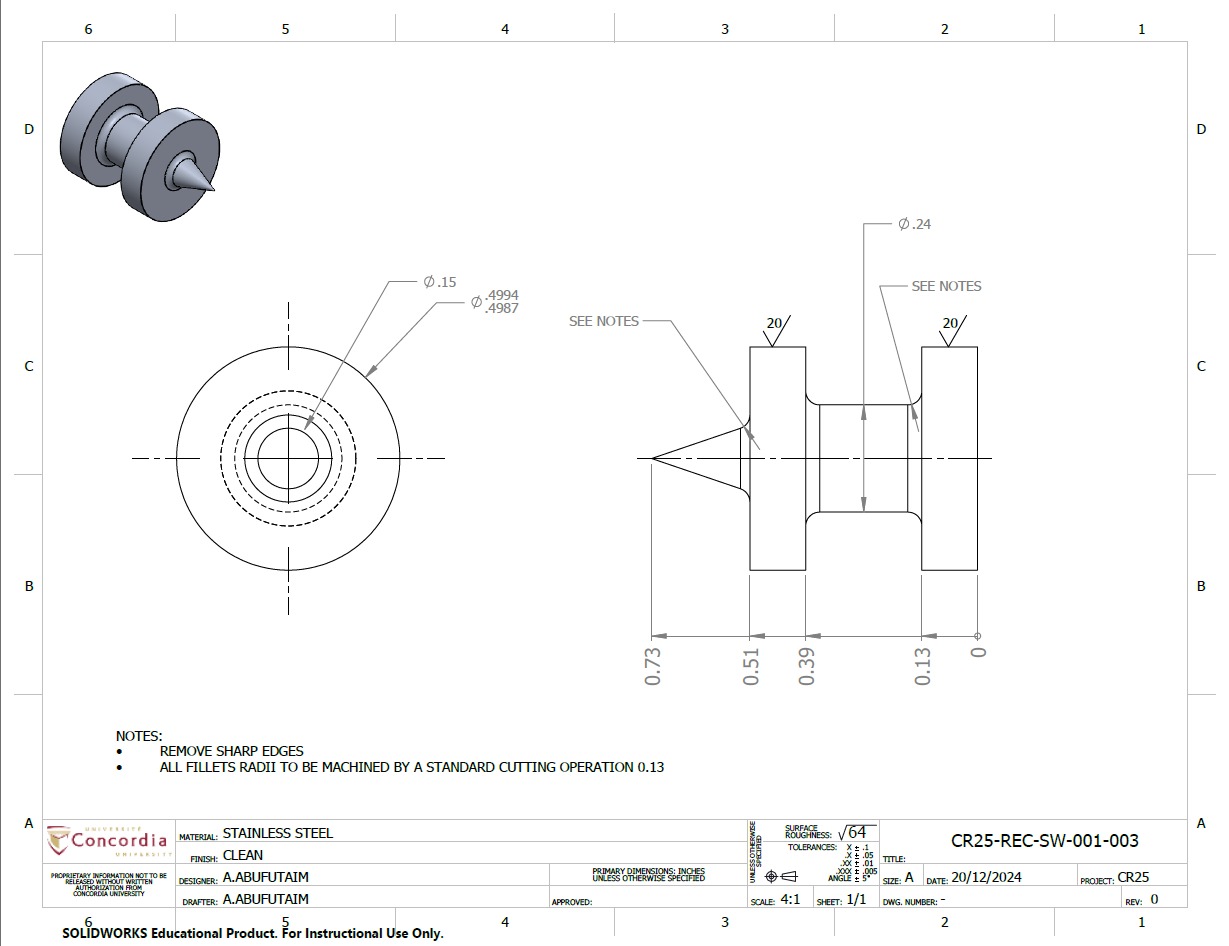 6 5 4 3 2 1
D D
Ø.24
Ø.15
Ø.4994
.4987
SEE NOTES
SEE NOTES
20 20
C C
B B
0.73 0.51 0.39 0.13 0
NOTES:
• REMOVE SHARP EDGES
• ALL FILLETS RADII TO BE MACHINED BY A STANDARD CUTTING OPERATION 0.13
A
UNIVERSITÉ
Concordia
UNIVERSITY
PROPRIETARY INFORMATION NOT TO BE
RELEASED WITHOUT WRITTEN
AUTHORIZATION FROM
CONCORDIA UNIVERSITY
MATERIAL: STAINLESS STEEL
FINISH: CLEAN
DESIGNER: A.ABUFUTAIM
DRAFTER: A.ABUFUTAIM
PRIMARY DIMENSIONS: INCHES
UNLESS OTHERWISE SPECIFIED
APPROVED:
UNLESS OTHERWISE
SPECIFIED
SURFACE
ROUGHNESS: √64
TOLERANCES: X ± .1
.X ± .05
.XX ± .01
.XXX ± .005
ANGLE ± 5°
SCALE: 4:1 SHEET: 1/1
TITLE: CR25-REC-SW-001-003
SIZE: A DATE: 20/12/2024 PROJECT: CR25
DWG. NUMBER: - REV: 0
A
6 5 4 3 2 1
SOLIDWORKS Educational Product. For Instructional Use Only.